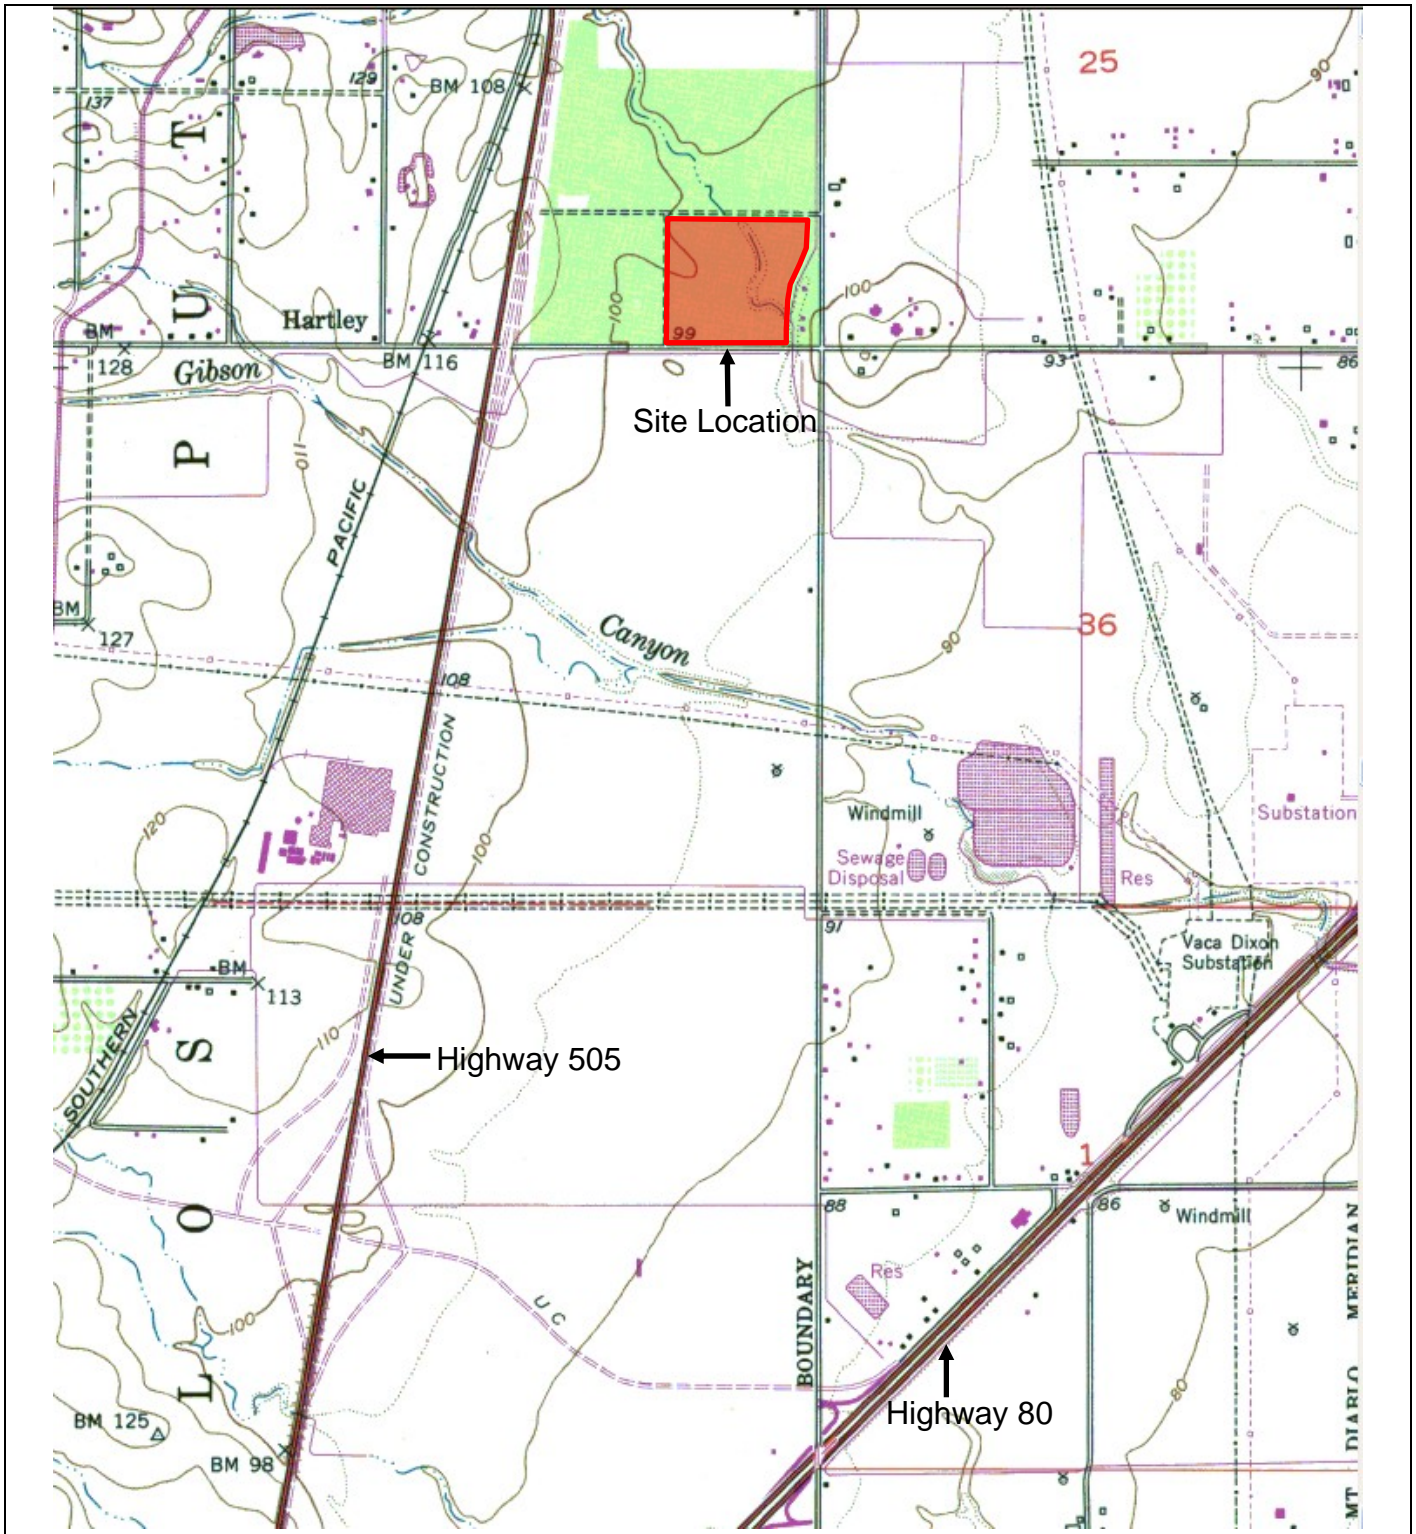 25
90
129
BM 108
137
T
U
Hartley
100
100
99
BM
128
BM 116
93
86
Gibson
Site Location
P
110
PACIFIC
BM
127
Canyon
90
36
108
CONSTRUCTION
120
100
Windmill
Substation
Sewage
Disposal
Res
108
91
UNDER
Vaca Dixon
Substation
BM
113
S
110
Highway 505
SOUTHERN
1
88
86
Windmill
O
MERIDIAN
BOUNDARY
Res
U C
100
L
80
DIABLO
BM 125
Highway 80
BM 98
MT